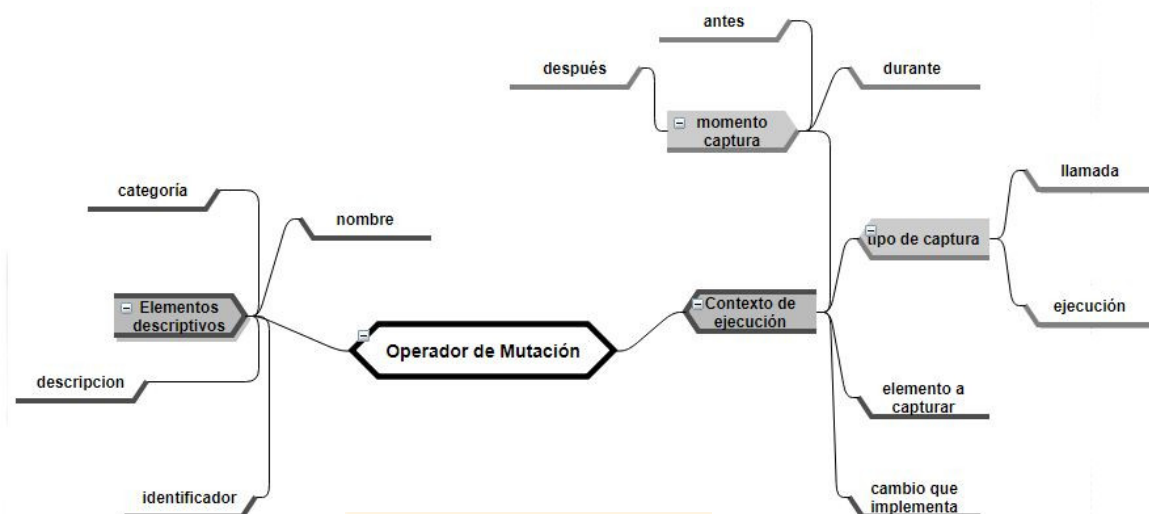 antes
después
durante
momento
captura
llamada
categoría
nombre
tipo de captura
Elementos
descriptivos
Contexto de
ejecución
ejecución
Operador de Mutación
descripcion
elemento a
capturar
identificador
cambio que
implementa